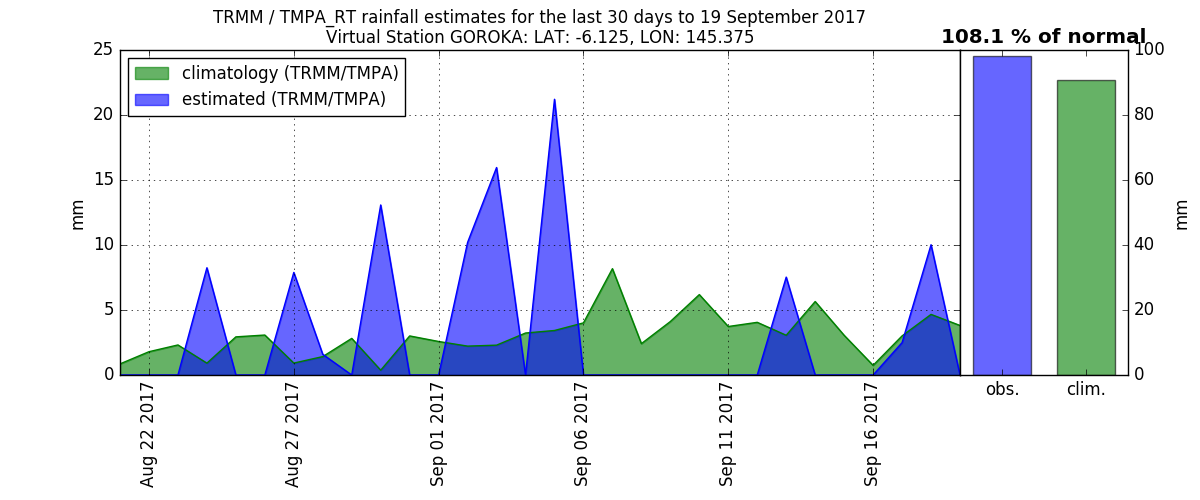 TRMM / TMPA_RT rainfall estimates for the last 30 days to 19 September 2017
Virtual Station GOROKA: LAT: -6.125, LON: 145.375
108.1 % of normal
climatology (TRMM/TMPA)
estimated (TRMM/TMPA)
25
20
15
10
5
0
mm
Aug 22 2017
Aug 27 2017
Sep 01 2017
Sep 06 2017
Sep 11 2017
Sep 16 2017
obs.
clim.
100
80
60
40
20
0
mm